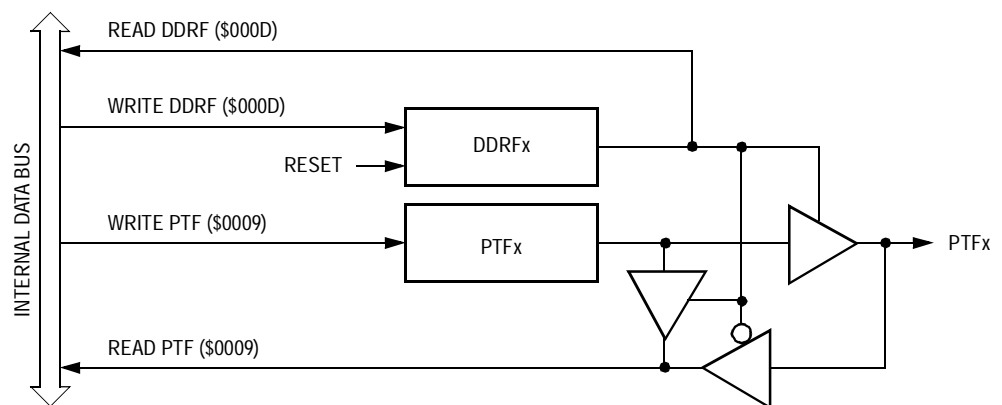 READ DDRF ($000D)
WRITE DDRF ($000D)
DDRFx
RESET
INTERNAL DATA BUS
WRITE PTF ($0009)
PTFx
PTFx
READ PTF ($0009)